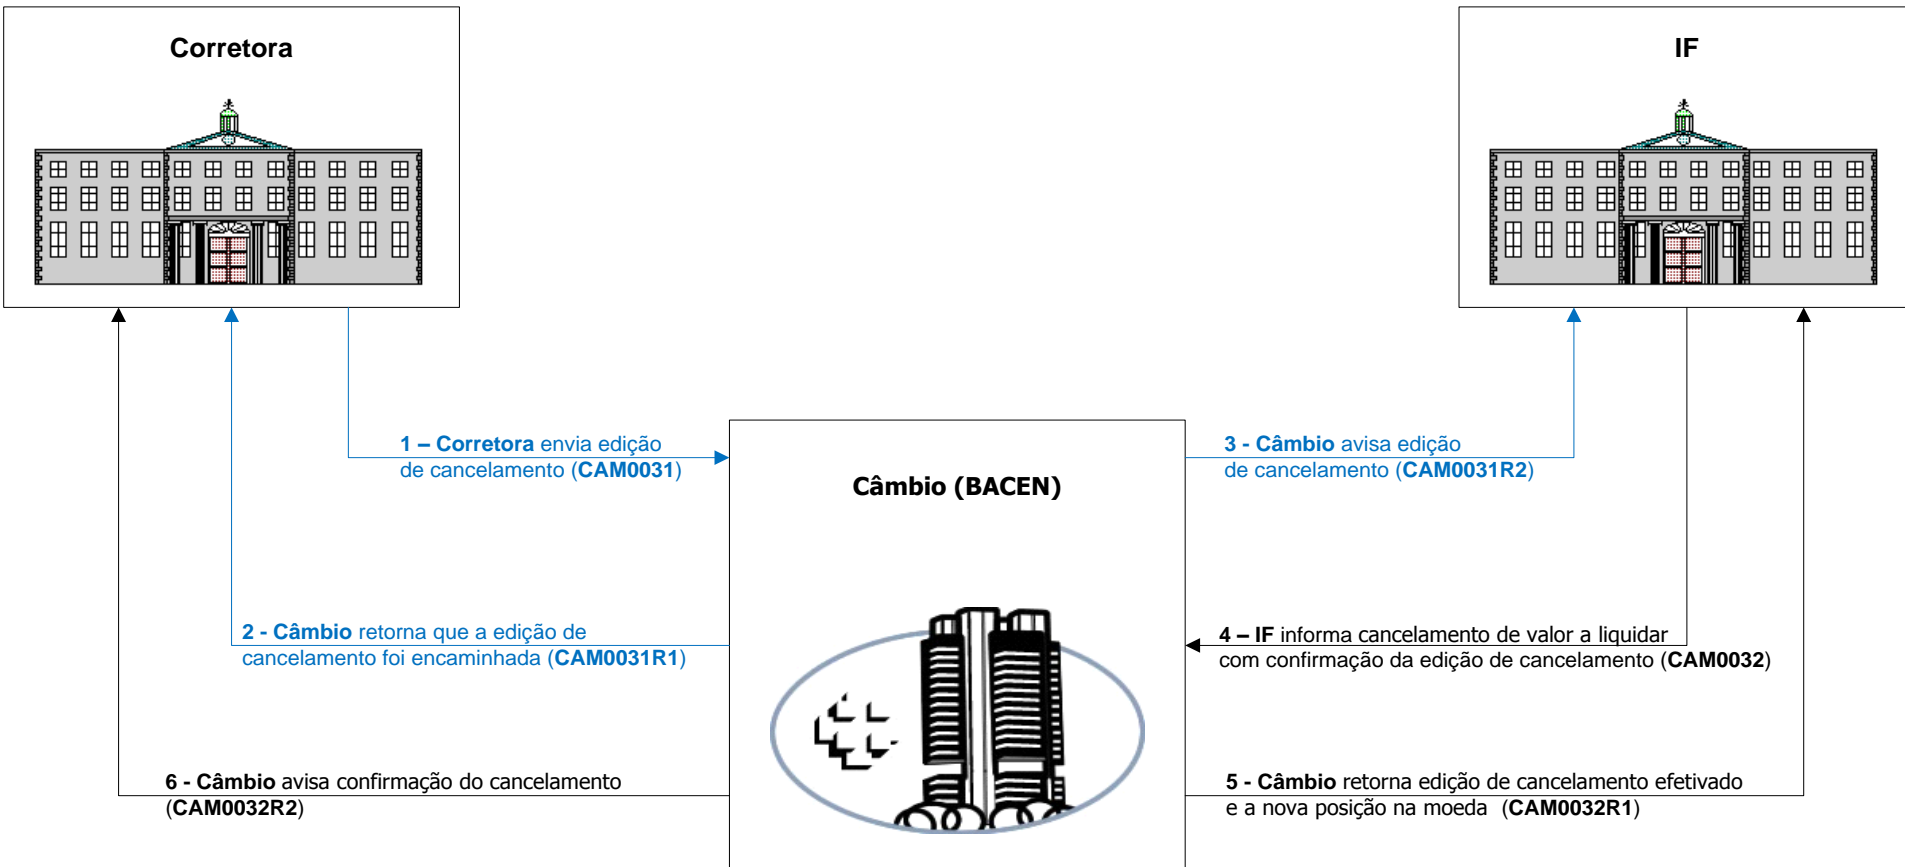 Corretora
IF
1 – Corretora envia edição
de cancelamento (CAM0031)
3 - Câmbio avisa edição
de cancelamento (CAM0031R2)
Câmbio (BACEN)
2 - Câmbio retorna que a edição de
cancelamento foi encaminhada (CAM0031R1)
4 – IF informa cancelamento de valor a liquidar
com confirmação da edição de cancelamento (CAM0032)
6 - Câmbio avisa confirmação do cancelamento
(CAM0032R2)
5 - Câmbio retorna edição de cancelamento efetivado
e a nova posição na moeda (CAM0032R1)